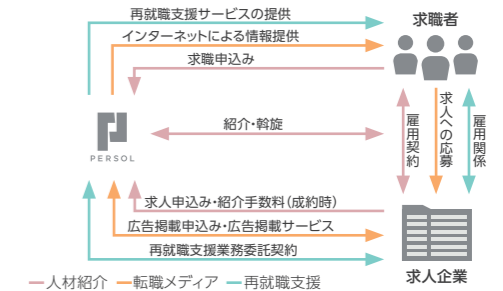 再就職支援サービスの提供
求職者
インターネットによる情報提供
求職申込み
紹介・斡旋
PERSOL
雇用契約
求人への応募
雇用関係
求人申込み・紹介手数料(成約時)
広告掲載申込み・広告掲載サービス
再就職支援業務委託契約
求人企業
人材紹介 転職メディア 再就職支援